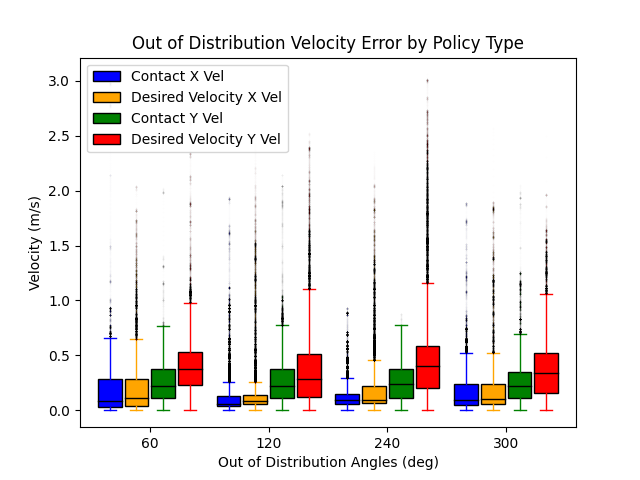 Out of Distribution Velocity Error by Policy Type
Contact X Vel
Desired Velocity X Vel
Contact Y Vel
Desired Velocity Y Vel
Velocity (m/s)
3.0
2.5
2.0
1.5
1.0
0.5
0.0
60 120 240 300
Out of Distribution Angles (deg)